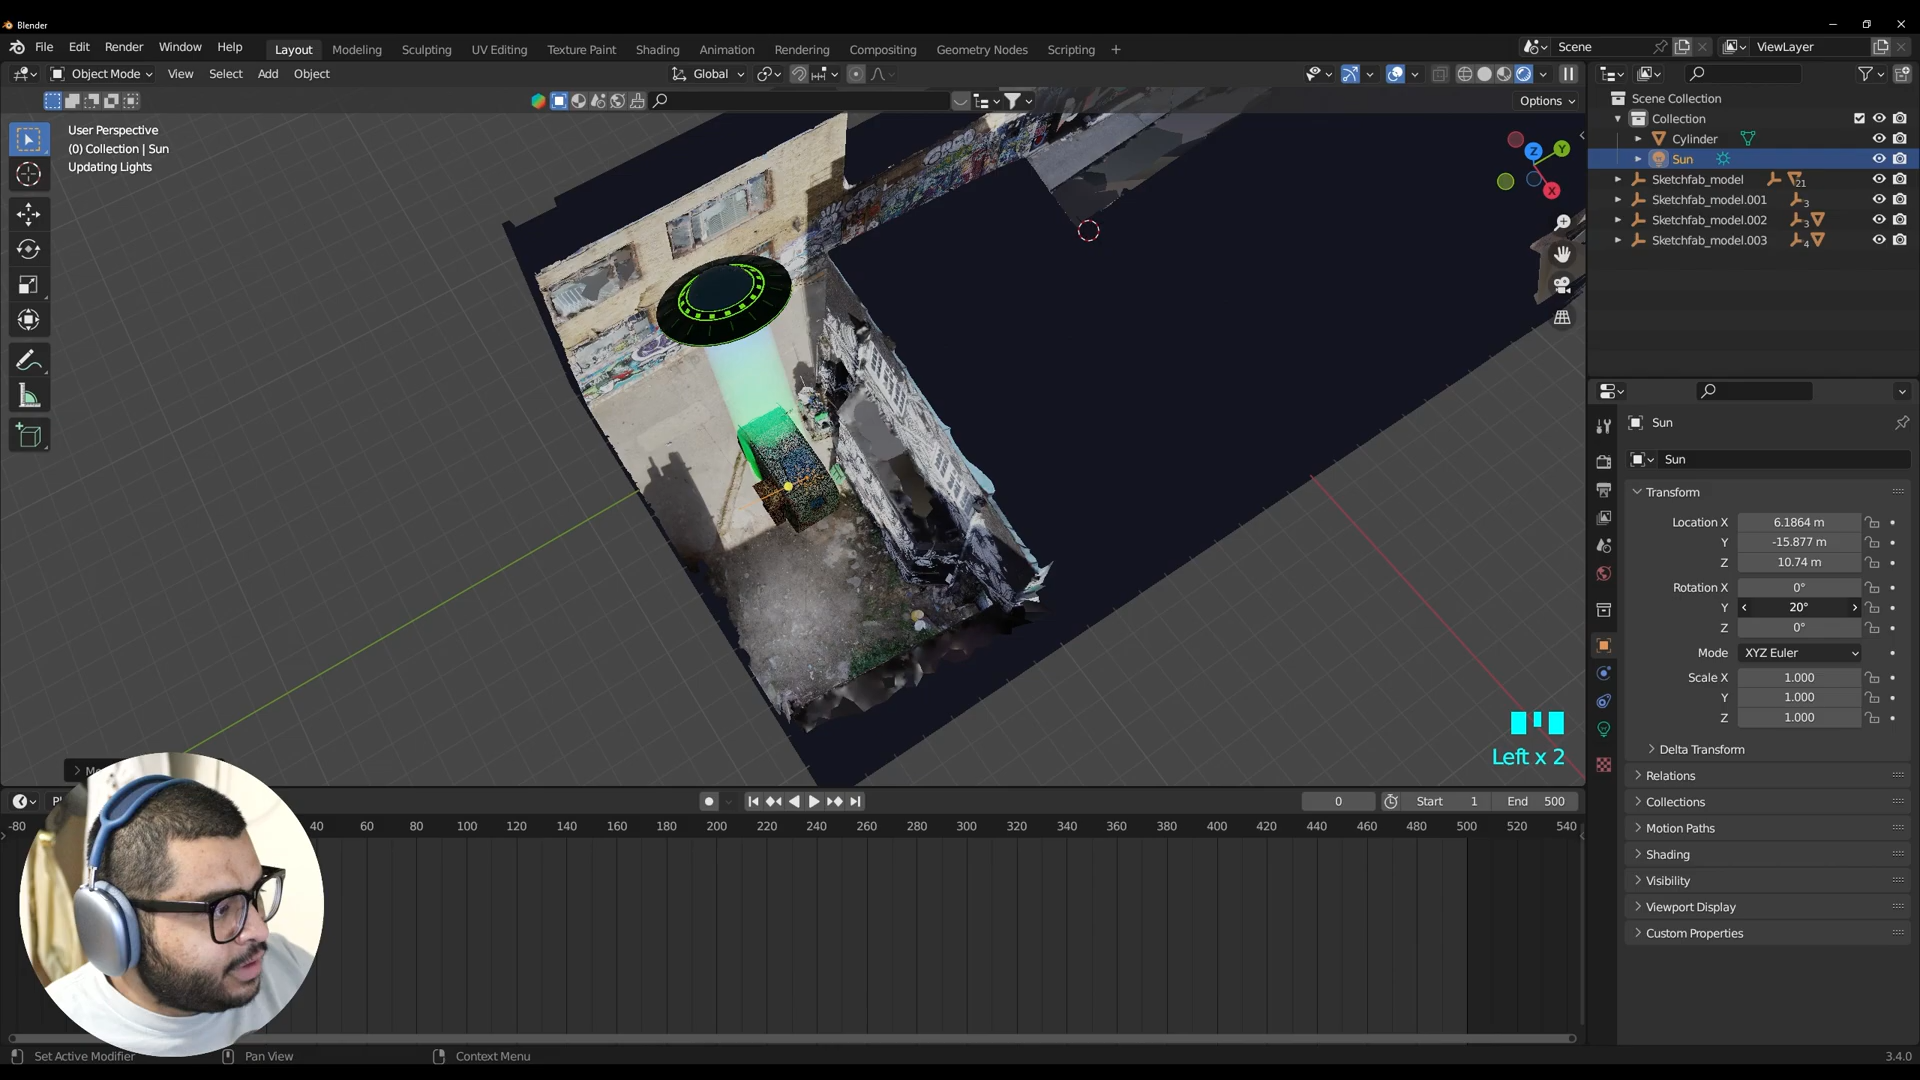 Blender
File Edit Render Window Help
Layout Modeling Sculpting UV Editing Texture Paint Shading Animation Rendering Compositing Geometry Nodes Scripting +
Scene
ViewLayer
Object Mode
View Select Add Object
Global
Options
User Perspective
(0) Collection | Sun
Updating Lights
Z
Y
X
Left x 2
Scene Collection
Collection
Cylinder
Sun
Sketchfab_model
21
Sketchfab_model.001
3
Sketchfab_model.002
3
Sketchfab_model.003
4
Sun
Sun
Transform
Location X 6.1864 m
Y -15.877 m
Z 10.74 m
Rotation X 0°
Y 20°
Z 0°
Mode XYZ Euler
Scale X 1.000
Y 1.000
Z 1.000
Delta Transform
Relations
Collections
Motion Paths
Shading
Visibility
Viewport Display
Custom Properties
0
Start 1
End 500
-80 40 60 80 100 120 140 160 180 200 220 240 260 280 300 320 340 360 380 400 420 440 460 480 500 520 540
Set Active Modifier
Pan View
Context Menu
3.4.0